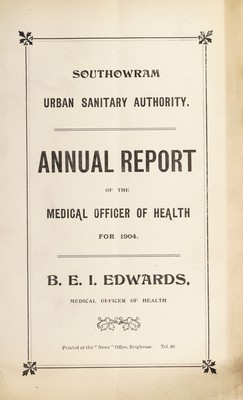 SOUTHOWRAM
URBAN SANITARY AUTHORITY.
ANNUAL REPORT
OF THE
MEDICAL OFFICER OF HEALTH
FOR 1904.
B. E. I. EDWARDS,
MEDICAL OFFICER OF HEALTH
Printed at the "News" Office, Brighouse. Tel. 80.